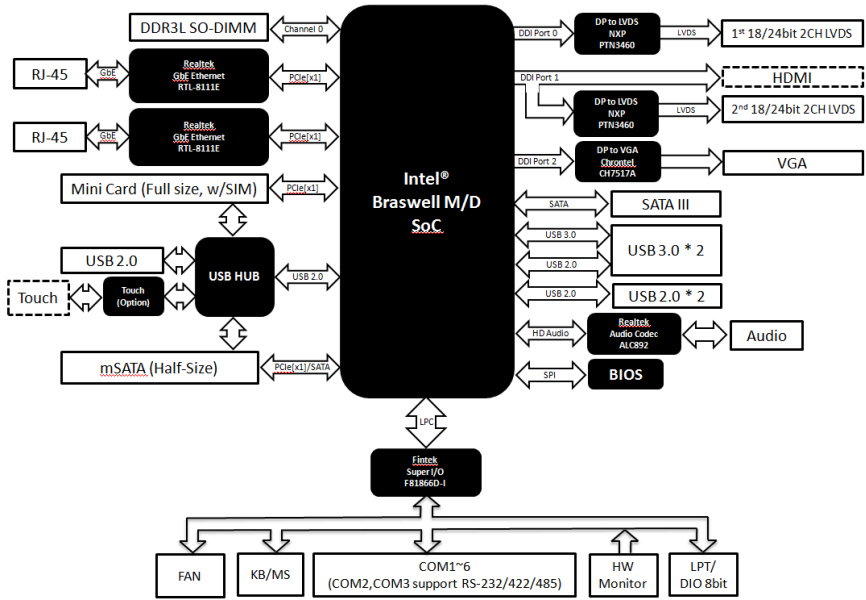 DDR3L SO-DIMM
Channel 0
RJ-45
GbE
Realtek
GbE Ethernet
RTL-8111E
PCIe[x1]
RJ-45
GbE
Realtek
GbE Ethernet
RTL-8111E
PCIe[x1]
Mini Card (Full size, w/SIM)
PCIe[x1]
USB 2.0
Touch
Touch
(Option)
USB HUB
USB 2.0
mSATA (Half-Size)
PCIe[x1]/SATA
Intel®
Braswell M/D
SoC
DDI Port 0
DP to LVDS
NXP
PTN3460
LVDS
1st 18/24bit 2CH LVDS
DDI Port 1
HDMI
DP to LVDS
NXP
PTN3460
LVDS
2nd 18/24bit 2CH LVDS
DDI Port 2
DP to VGA
Chrontel
CH7517A
VGA
SATA
SATA III
USB 3.0
USB 2.0
USB 3.0 * 2
USB 2.0
USB 2.0 * 2
HD Audio
Realtek
Audio Codec
ALC892
Audio
SPI
BIOS
LPC
Fintek
Super I/O
F81866D-I
FAN
KB/MS
COM1~6
(COM2,COM3 support RS-232/422/485)
HW
Monitor
LPT/
DIO 8bit